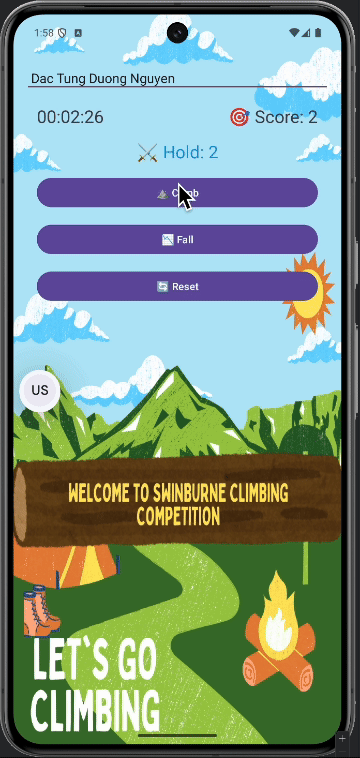 1:58
Dac Tung Duong Nguyen
00:02:26
🎯 Score: 2
⚔️ Hold: 2
Fall
Reset
US
WELCOME TO SWINBURNE CLIMBING
COMPETITION
LET`S GO
CLIMBING